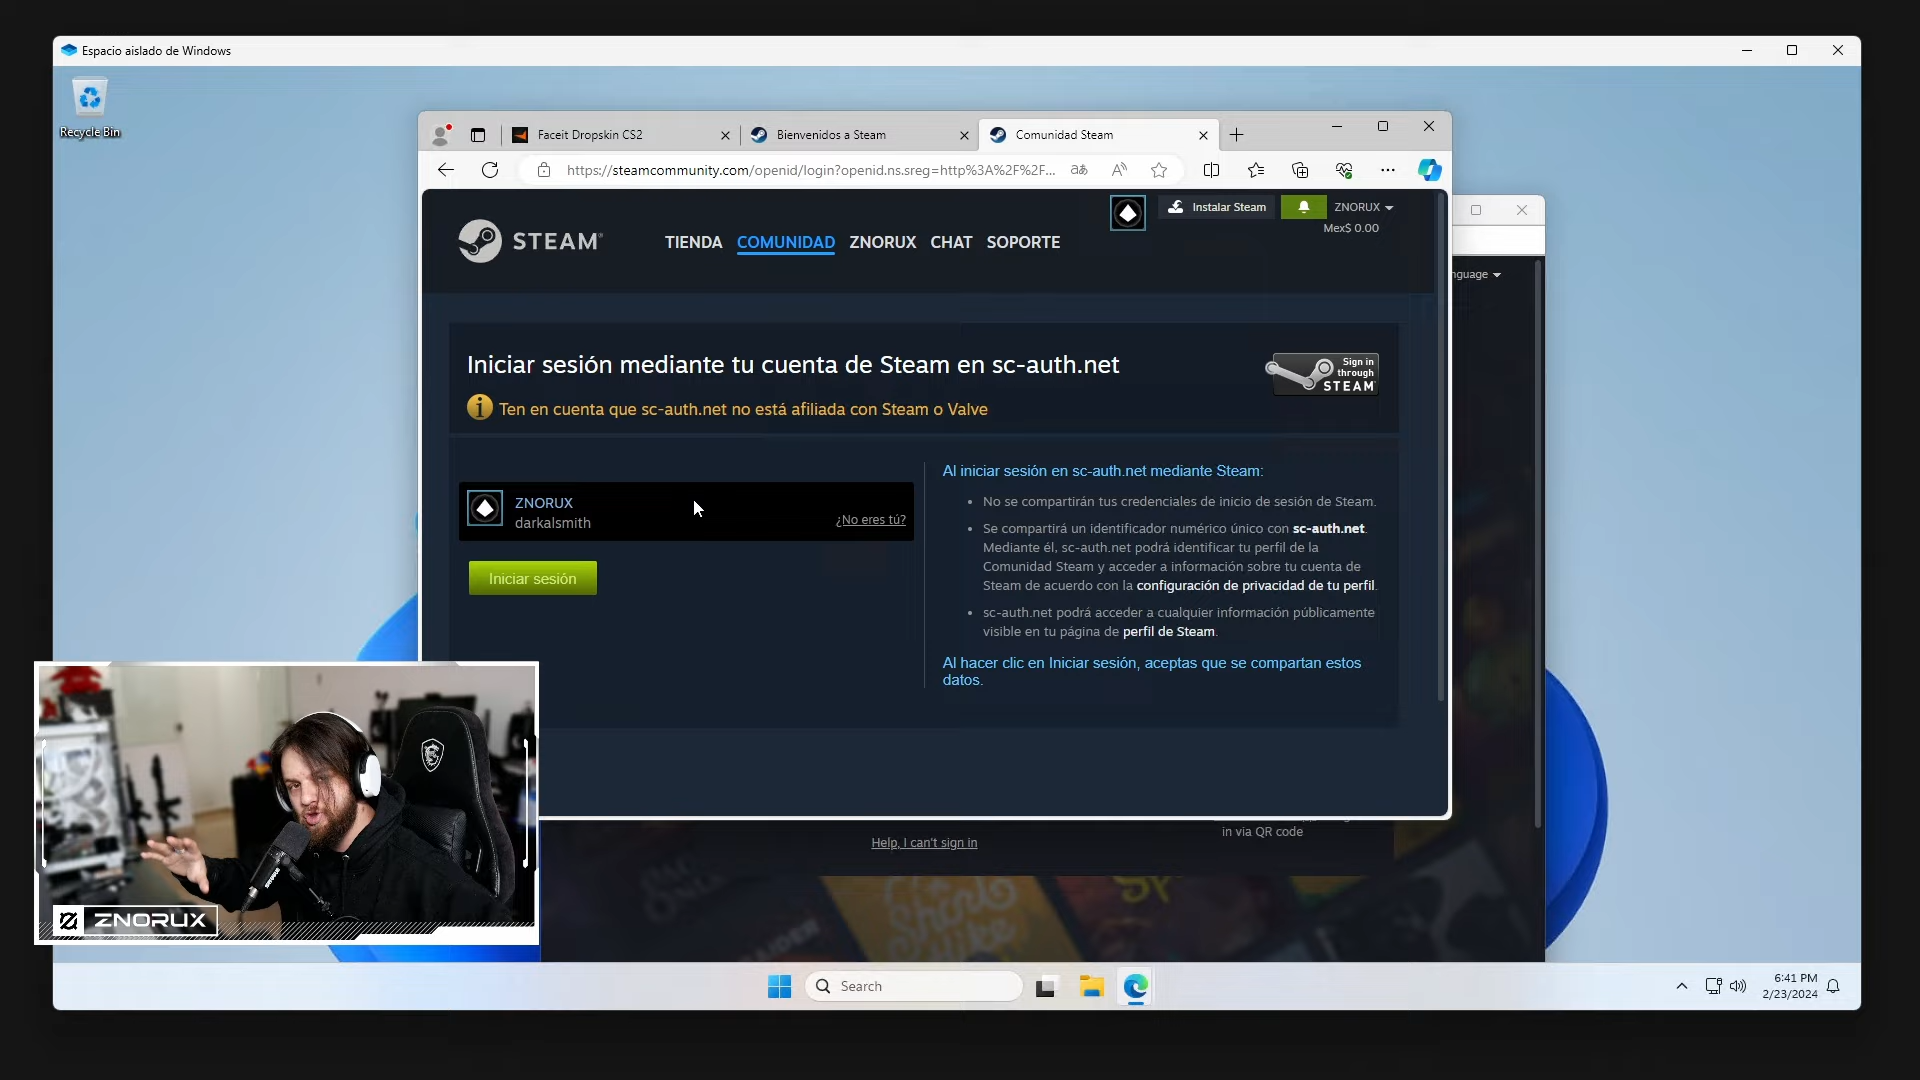 Espacio aislado de Windows
Recycle Bin
Faceit Dropskin CS2
Bienvenidos a Steam
Comunidad Steam
https://steamcommunity.com/openid/login?openid.ns.sreg=http%3A%2F%2F...
STEAM®
TIENDA
COMUNIDAD
ZNORUX
CHAT
SOPORTE
Instalar Steam
ZNORUX
Mex$ 0.00
nguage
Iniciar sesión mediante tu cuenta de Steam en sc-auth.net
Sign in
through
STEAM
Ten en cuenta que sc-auth.net no está afiliada con Steam o Valve
ZNORUX
darkalsmith
¿No eres tú?
Iniciar sesión
Al iniciar sesión en sc-auth.net mediante Steam:
No se compartirán tus credenciales de inicio de sesión de Steam.
Se compartirá un identificador numérico único con sc-auth.net.
Mediante él, sc-auth.net podrá identificar tu perfil de la
Comunidad Steam y acceder a información sobre tu cuenta de
Steam de acuerdo con la configuración de privacidad de tu perfil.
sc-auth.net podrá acceder a cualquier información públicamente
visible en tu página de perfil de Steam.
Al hacer clic en Iniciar sesión, aceptas que se compartan estos
datos.
in via QR code
Help, I can't sign in
ZNORUX
Search
6:41 PM
2/23/2024